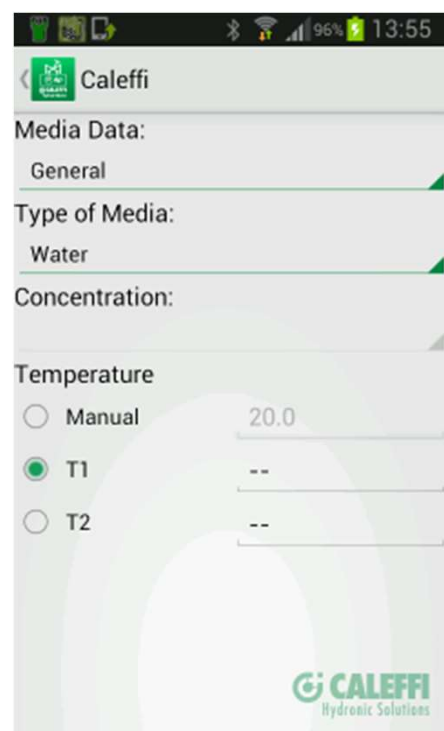 96% 13:55
Caleffi
Media Data:
General
Type of Media:
Water
Concentration:
Temperature
Manual 20.0
T1 --
T2 --
CALEFFI
Hydronic Solutions